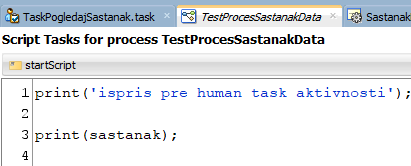 TaskPogledajSastanak.task
TestProcesSastanakData
Sastanak
Script Tasks for process TestProcesSastanakData
startScript
1 print('ispris pre human task aktivnosti');
2
3 print(sastanak);
4